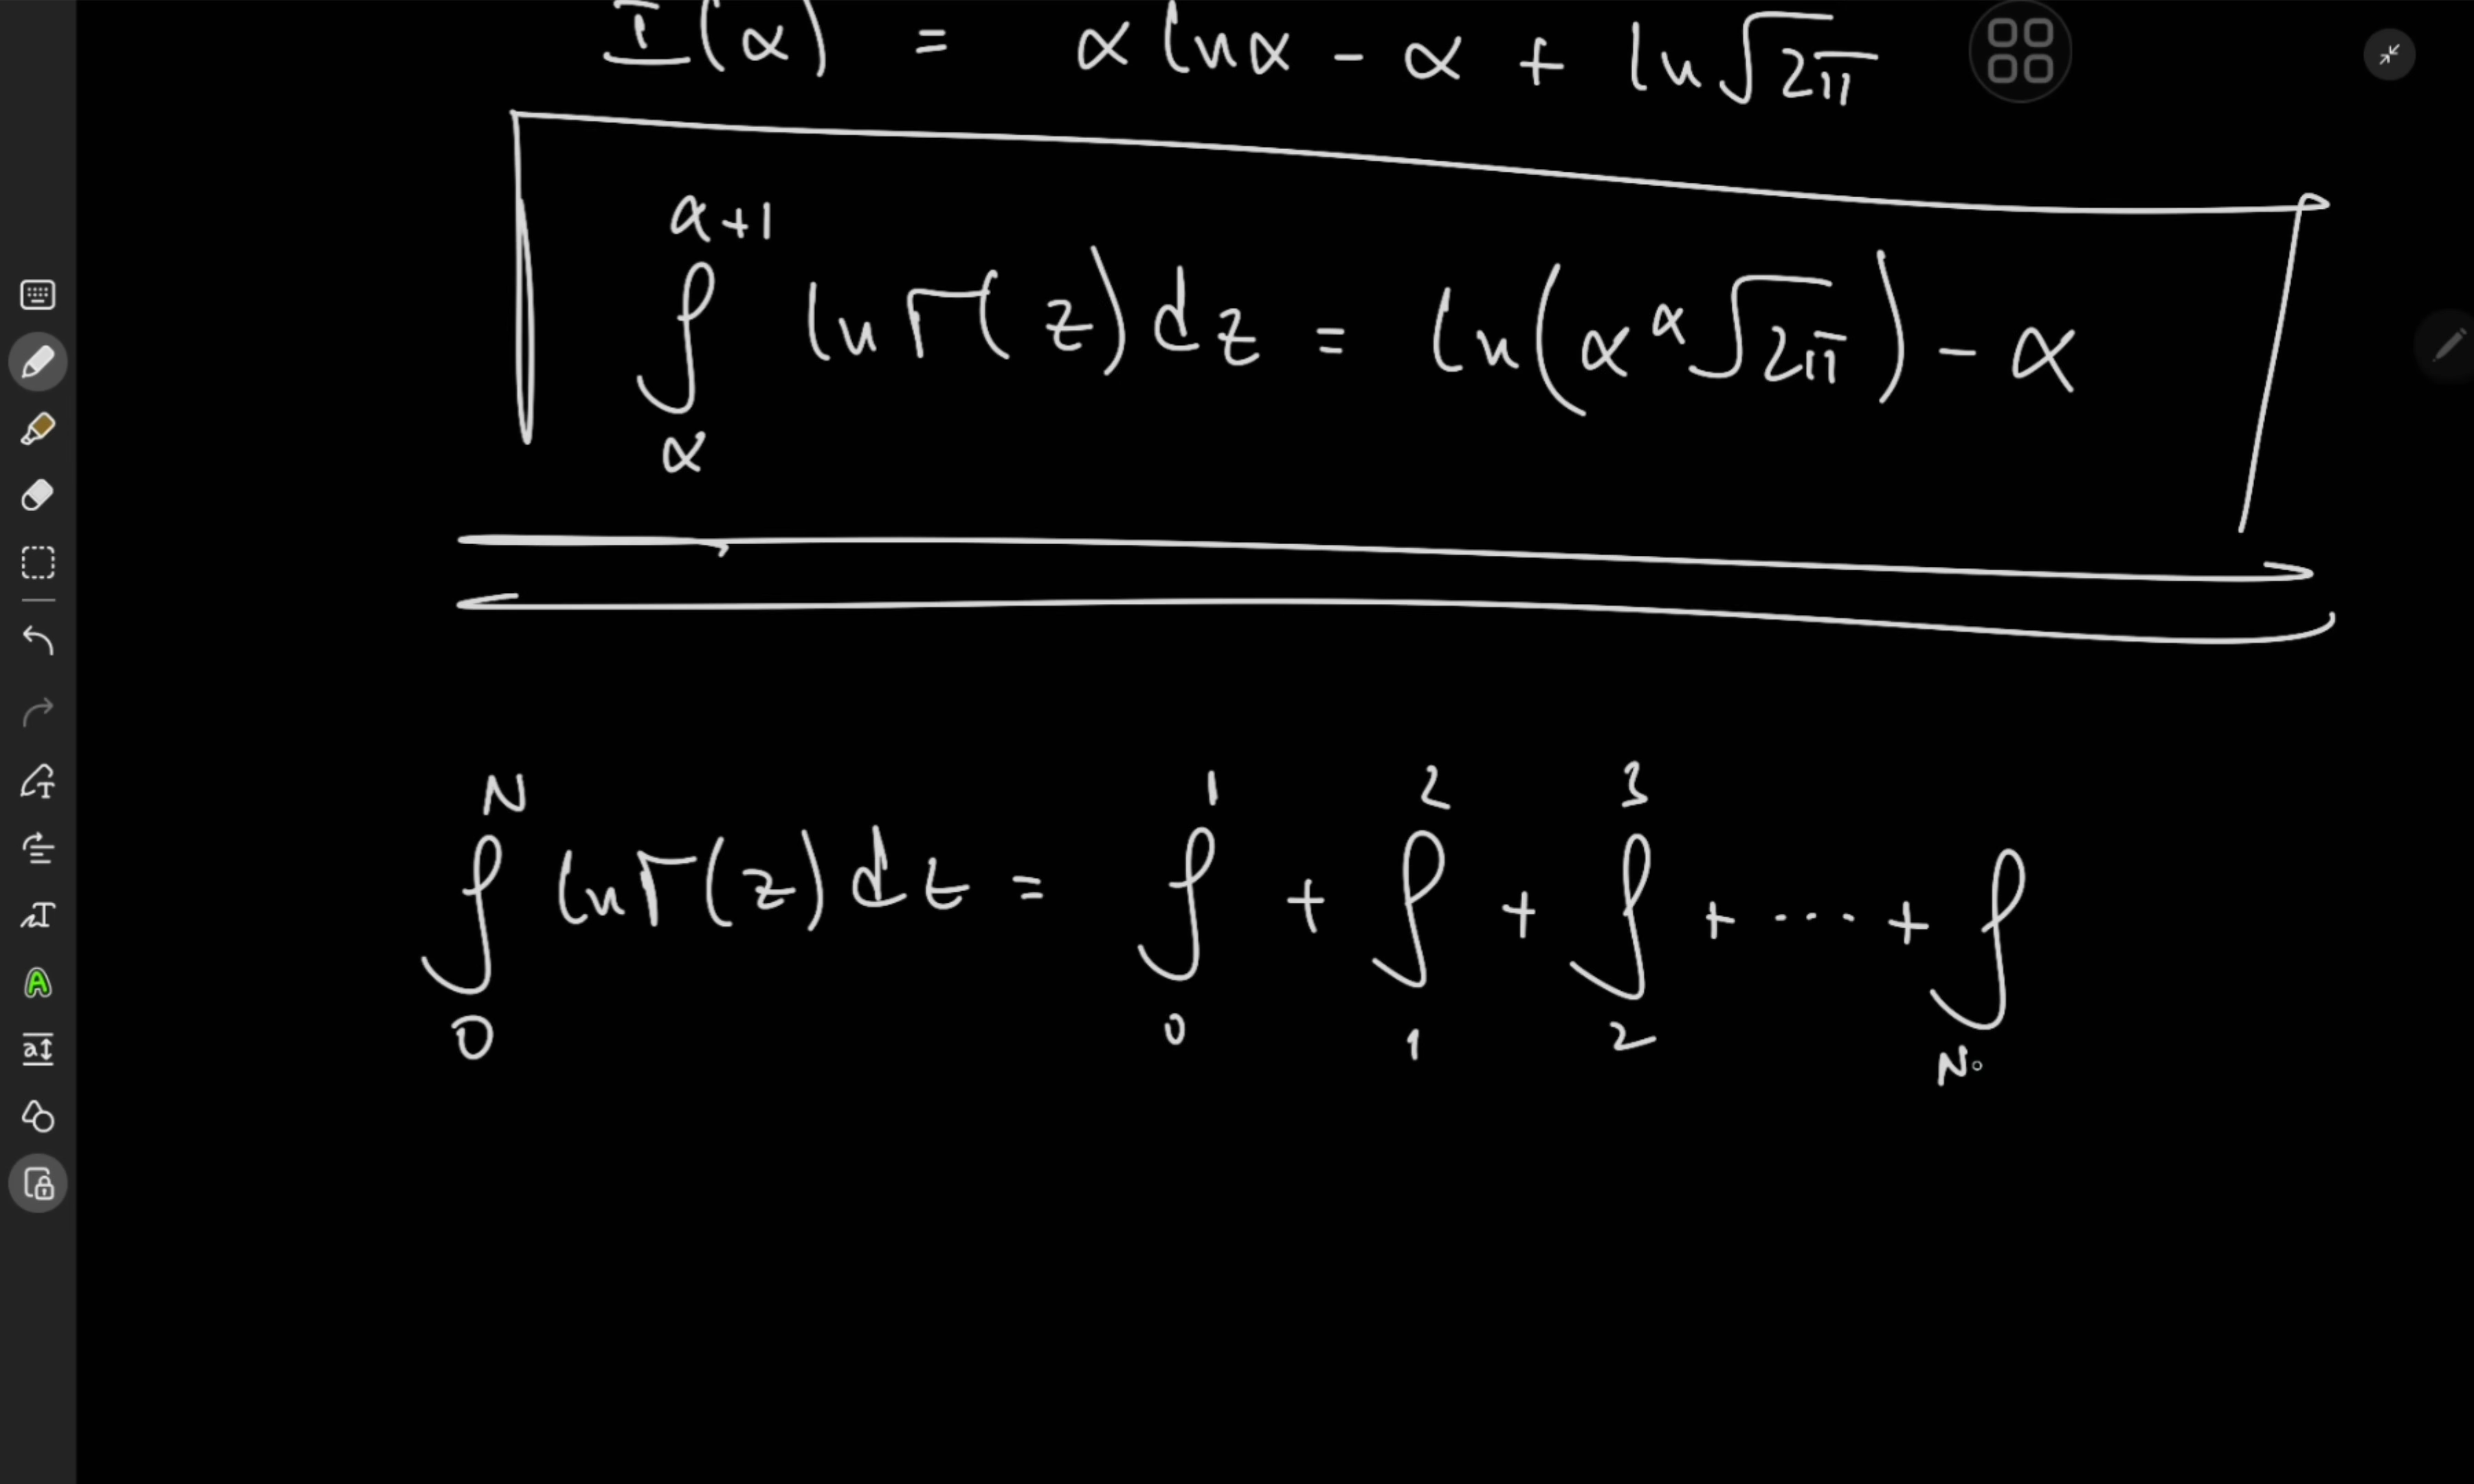 I(α) = α ln α - α + ln √2π
∫_α^{α+1} ln Γ(z) dz = ln(α^α √2π) - α
∫_0^N ln Γ(z) dz = ∫_0^1 + ∫_1^2 + ∫_2^3 + ··· + ∫_N